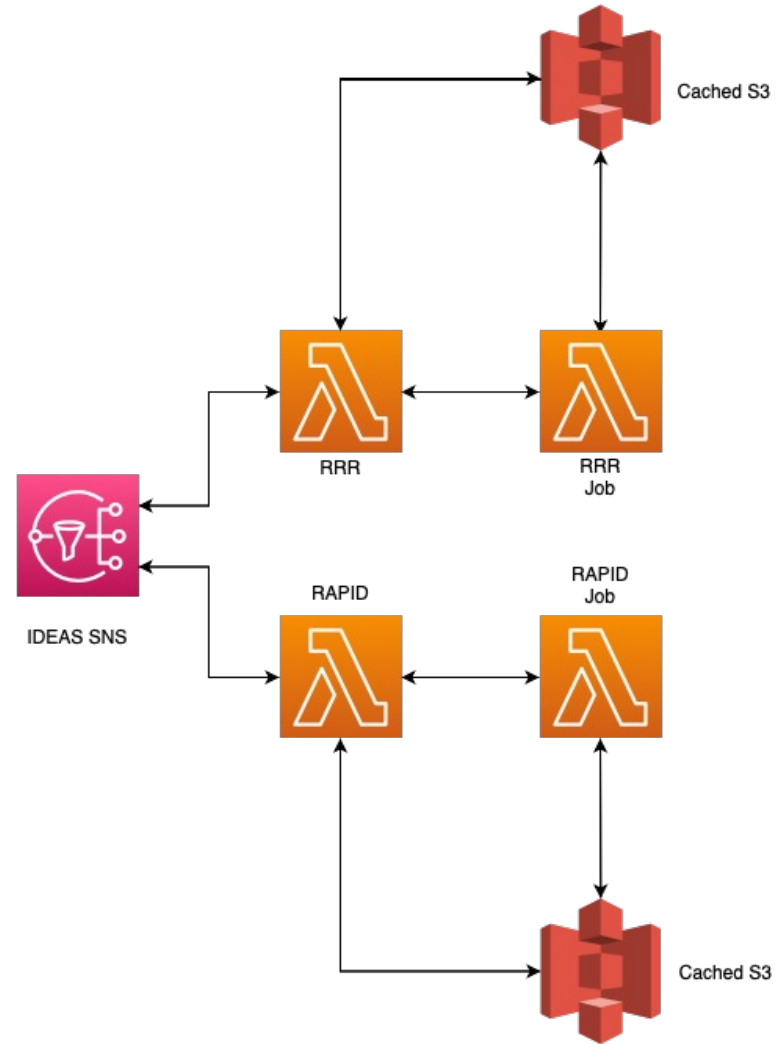 Cached S3
RRR
RRR
Job
IDEAS SNS
RAPID
RAPID
Job
Cached S3